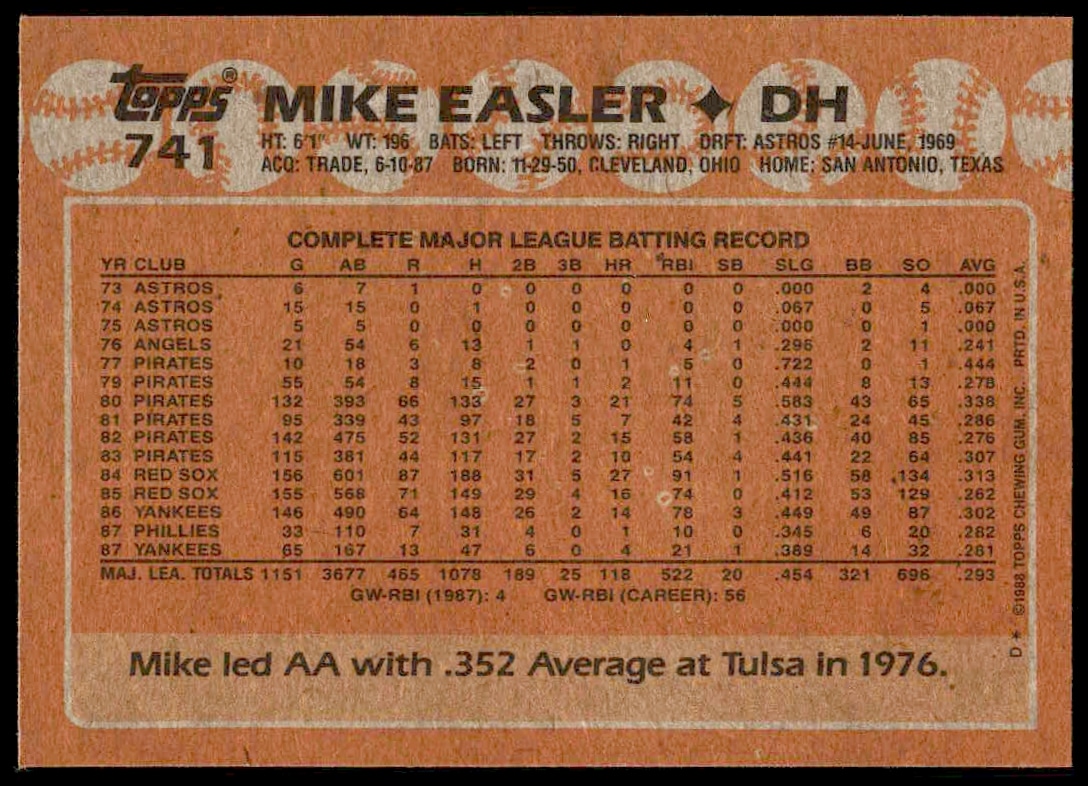 topps® MIKE EASLER ✦ DH
741 HT: 6'1" WT: 196 BATS: LEFT THROWS: RIGHT DRFT: ASTROS #14-JUNE, 1969
ACQ: TRADE, 6-10-87 BORN: 11-29-50, CLEVELAND, OHIO HOME: SAN ANTONIO, TEXAS
COMPLETE MAJOR LEAGUE BATTING RECORD
YR CLUB G AB R H 2B 3B HR RBI SB SLG BB SO AVG
73 ASTROS 6 7 1 0 0 0 0 0 0 .000 2 4 .000
74 ASTROS 15 15 0 1 0 0 0 0 0 .067 0 5 .067
75 ASTROS 5 5 0 0 0 0 0 0 0 .000 0 1 .000
76 ANGELS 21 54 6 13 1 1 0 4 1 .296 2 11 .241
77 PIRATES 10 18 3 8 2 0 1 5 0 .722 0 1 .444
79 PIRATES 55 54 8 15 1 1 2 11 0 .444 8 13 .278
80 PIRATES 132 393 66 133 27 3 21 74 5 .583 43 65 .338
81 PIRATES 95 339 43 97 18 5 7 42 4 .431 24 45 .286
82 PIRATES 142 475 52 131 27 2 15 58 1 .436 40 85 .276
83 PIRATES 115 381 44 117 17 2 10 54 4 .441 22 64 .307
84 RED SOX 156 601 87 188 31 5 27 91 1 .516 58 134 .313
85 RED SOX 155 568 71 149 29 4 16 74 0 .412 53 129 .262
86 YANKEES 146 490 64 148 26 2 14 78 3 .449 49 87 .302
87 PHILLIES 33 110 7 31 4 0 1 10 0 .345 6 20 .282
87 YANKEES 65 167 13 47 6 0 4 21 1 .389 14 32 .281
MAJ. LEA. TOTALS 1151 3677 465 1078 189 25 118 522 20 .454 321 696 .293
GW-RBI (1987): 4 GW-RBI (CAREER): 56
Mike led AA with .352 Average at Tulsa in 1976.
D* ©1988 TOPPS CHEWING GUM, INC. PRTD. IN U.S.A.